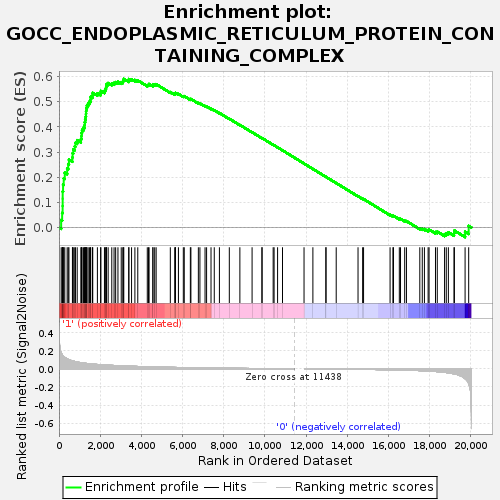 Enrichment plot:
GOCC_ENDOPLASMIC_RETICULUM_PROTEIN_CON
TAINING_COMPLEX
Enrichment score (ES)
0.6
0.5
0.4
0.3
0.2
0.1
0.0
'1' (positively correlated)
Ranked list metric (Signal2Noise)
0.4
0.2
0.0
-0.2
-0.4
-0.6
Zero cross at 11438
'0' (negatively correlated)
0
2,000
4,000
6,000
8,000
10,000
12,000
14,000
16,000
18,000
20,000
Rank in Ordered Dataset
Enrichment profile
Hits
Ranking metric scores